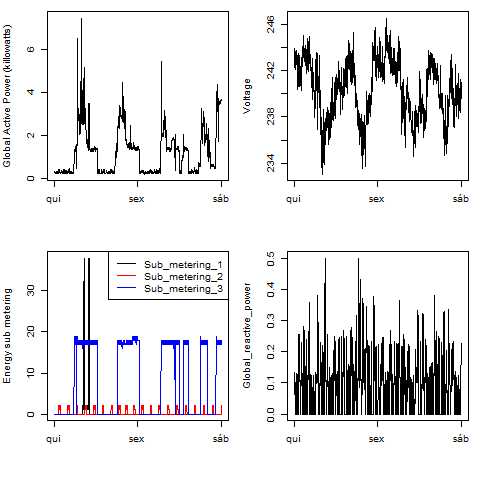 Global Active Power (killowatts)
0 2 4 6
qui sex sáb
Voltage
234 238 242 246
qui sex sáb
Energy sub metering
0 10 20 30
Sub_metering_1
Sub_metering_2
Sub_metering_3
qui sex sáb
Global_reactive_power
0.0 0.1 0.2 0.3 0.4 0.5
qui sex sáb